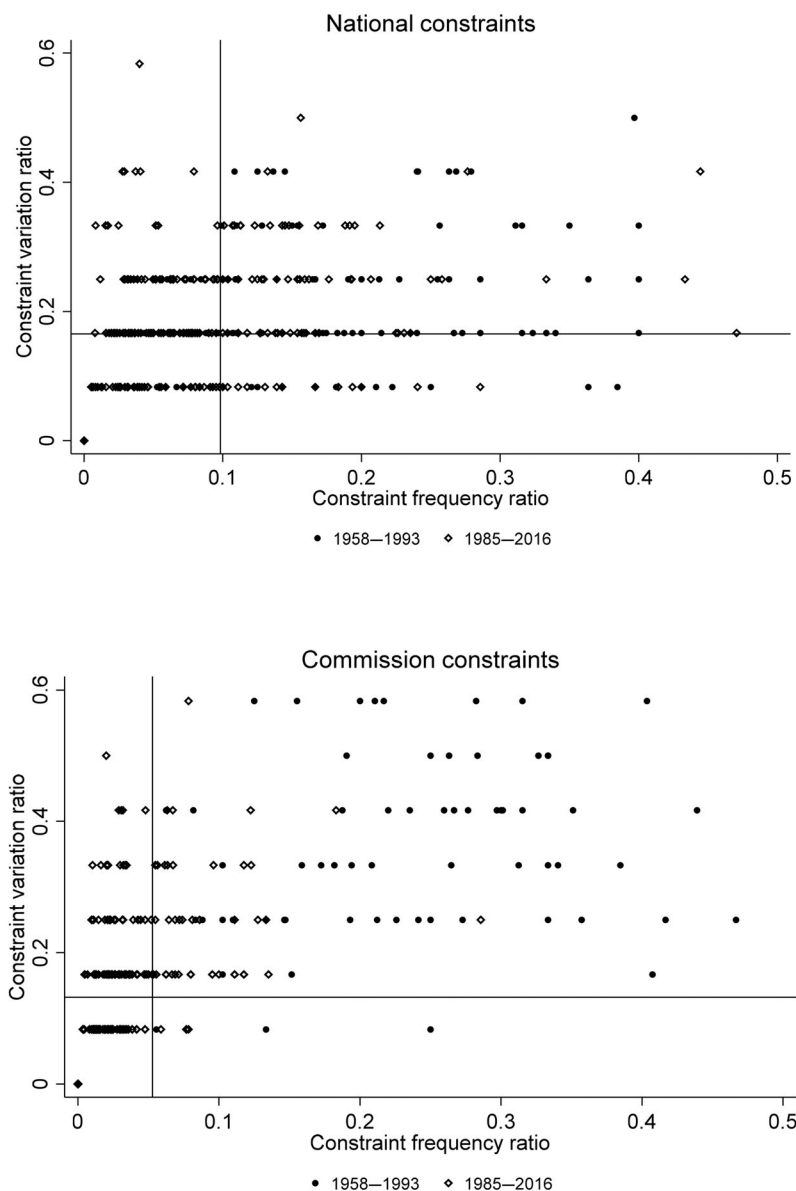 National constraints
Constraint variation ratio
0.6
0.4
0.2
0
0 0.1 0.2 0.3 0.4 0.5
Constraint frequency ratio
1958—1993 1985—2016
Commission constraints
Constraint variation ratio
0.6
0.4
0.2
0
0 0.1 0.2 0.3 0.4 0.5
Constraint frequency ratio
1958—1993 1985—2016